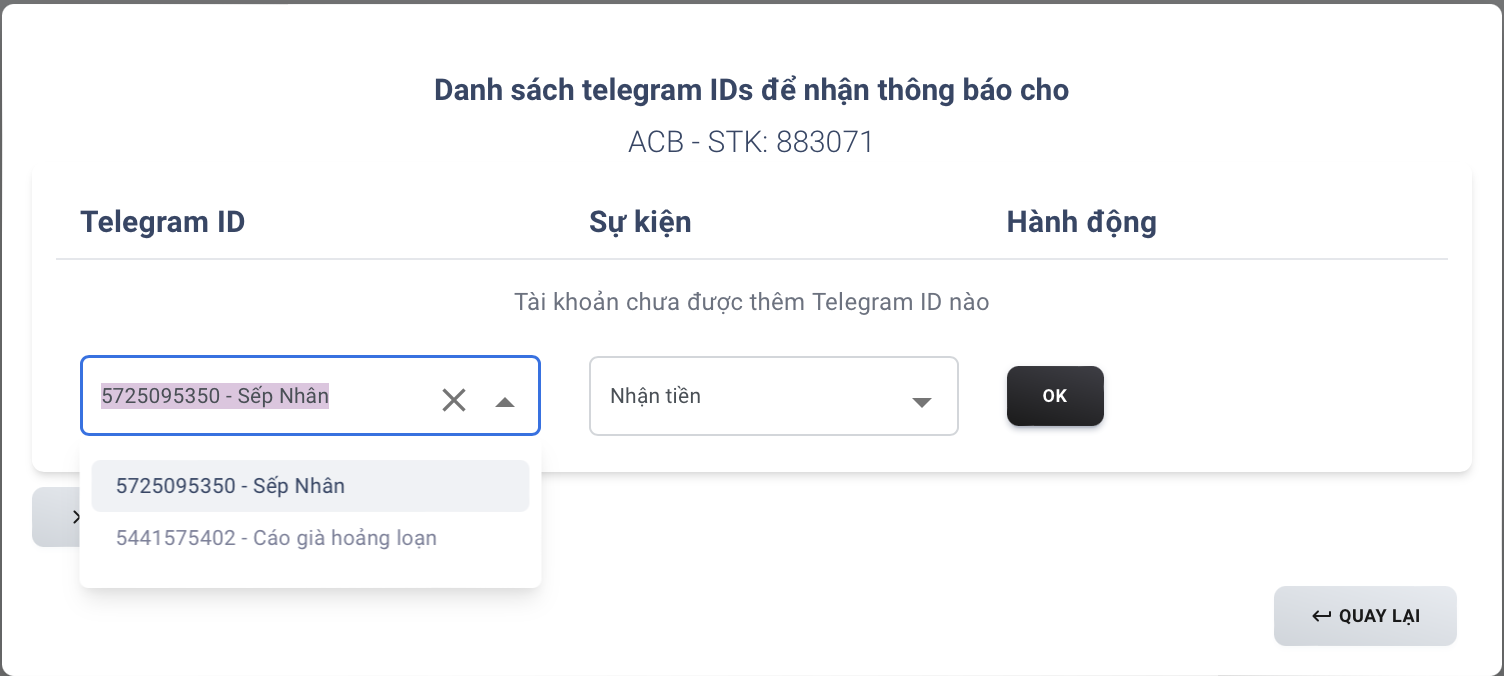 Danh sách telegram IDs để nhận thông báo cho
ACB - STK: 883071
Telegram ID Sự kiện Hành động
Tài khoản chưa được thêm Telegram ID nào
5725095350 - Sếp Nhân Nhận tiền OK
5725095350 - Sếp Nhân
5441575402 - Cáo già hoảng loạn
QUAY LẠI